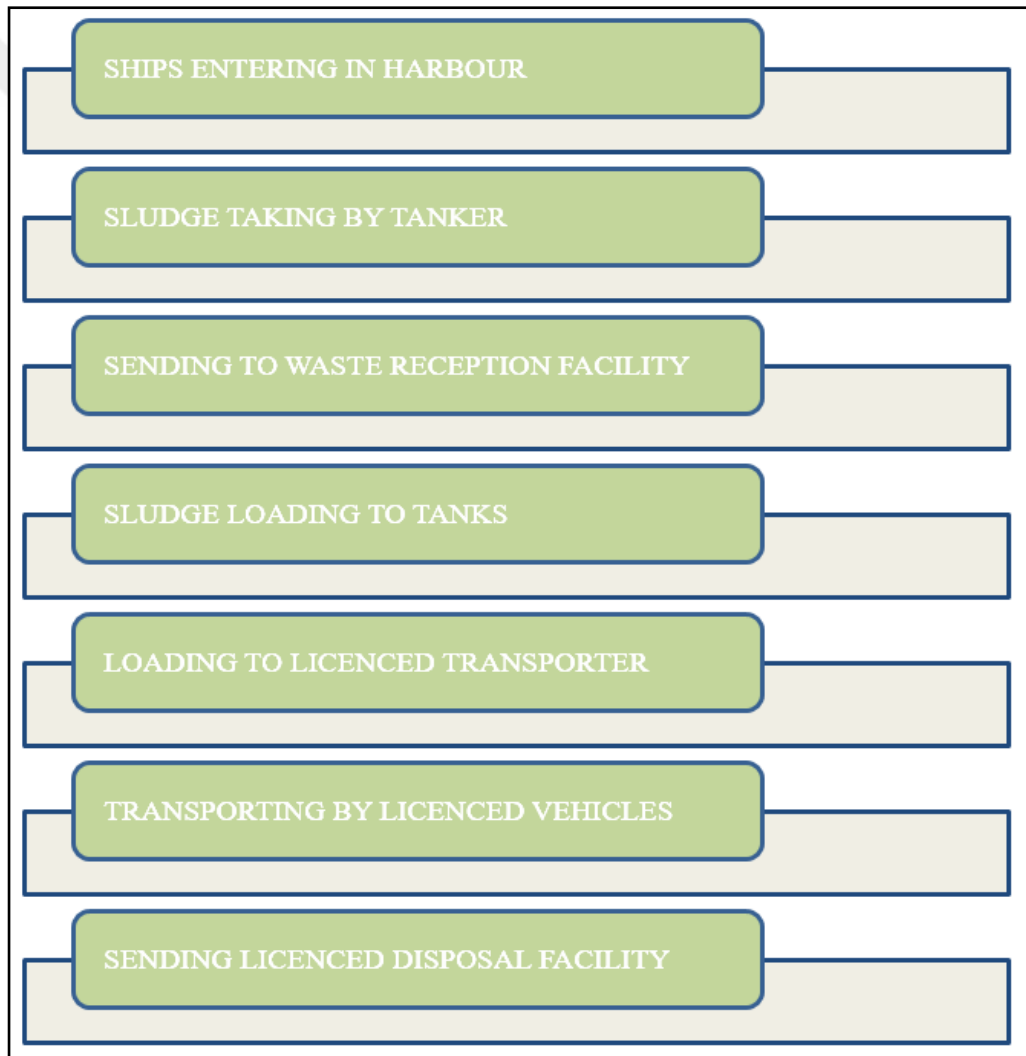 SHIPS ENTERING IN HARBOUR
SLUDGE TAKING BY TANKER
SENDING TO WASTE RECEPTION FACILITY
SLUDGE LOADING TO TANKS
LOADING TO LICENCED TRANSPORTER
TRANSPORTING BY LICENCED VEHICLES
SENDING LICENCED DISPOSAL FACILITY